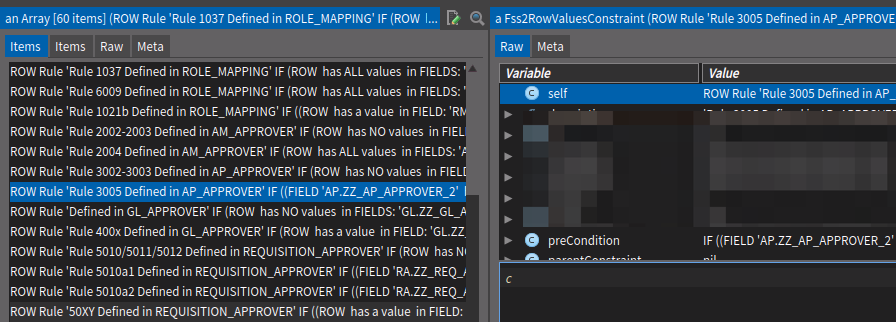 an Array [60 items] (ROW Rule 'Rule 1037 Defined in ROLE_MAPPING' IF (ROW l...
Items Items Raw Meta
ROW Rule 'Rule 1037 Defined in ROLE_MAPPING' IF (ROW has ALL values in FIELDS: '
ROW Rule 'Rule 6009 Defined in ROLE_MAPPING' IF (ROW has ALL values in FIELDS: '
ROW Rule 'Rule 1021b Defined in ROLE_MAPPING' IF ((ROW has a value in FIELD: 'RM
ROW Rule 'Rule 2002-2003 Defined in AM_APPROVER' IF (ROW has NO values in FIEL
ROW Rule 'Rule 2004 Defined in AM_APPROVER' IF (ROW has ALL values in FIELDS: 'A
ROW Rule 'Rule 3002-3003 Defined in AP_APPROVER' IF (ROW has NO values in FIELD
ROW Rule 'Rule 3005 Defined in AP_APPROVER' IF ((FIELD 'AP.ZZ_AP_APPROVER_2'
ROW Rule 'Defined in GL_APPROVER' IF (ROW has NO values in FIELDS: 'GL.ZZ_GL_A
ROW Rule 'Rule 400x Defined in GL_APPROVER' IF (ROW has a value in FIELD: 'GL.ZZ
ROW Rule 'Rule 5010/5011/5012 Defined in REQUISITION_APPROVER' IF (ROW has NO
ROW Rule 'Rule 5010a1 Defined in REQUISITION_APPROVER' IF ((FIELD 'RA.ZZ_REQ_A
ROW Rule 'Rule 5010a2 Defined in REQUISITION_APPROVER' IF ((FIELD 'RA.ZZ_REQ_A
ROW Rule '50XY Defined in REQUISITION_APPROVER' IF ((ROW has a value in FIELD:
a Fss2RowValuesConstraint (ROW Rule 'Rule 3005 Defined in AP_APPROVE
Raw Meta
Variable Value
C self ROW Rule 'Rule 3005 Defined in AP_
C preCondition IF ((FIELD 'AP.ZZ_AP_APPROVER_2'
parentConstraint nil
c